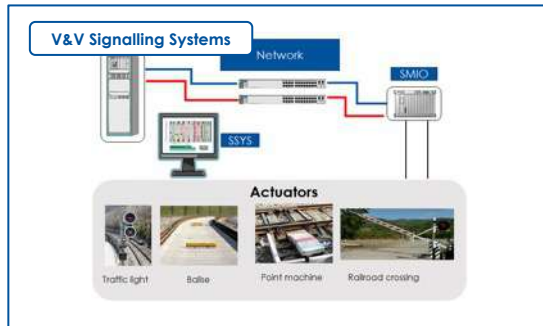 V&V Signalling Systems
Network
SMIO
SSYS
Actuators
Traffic light
Balise
Point machine
Railroad crossing